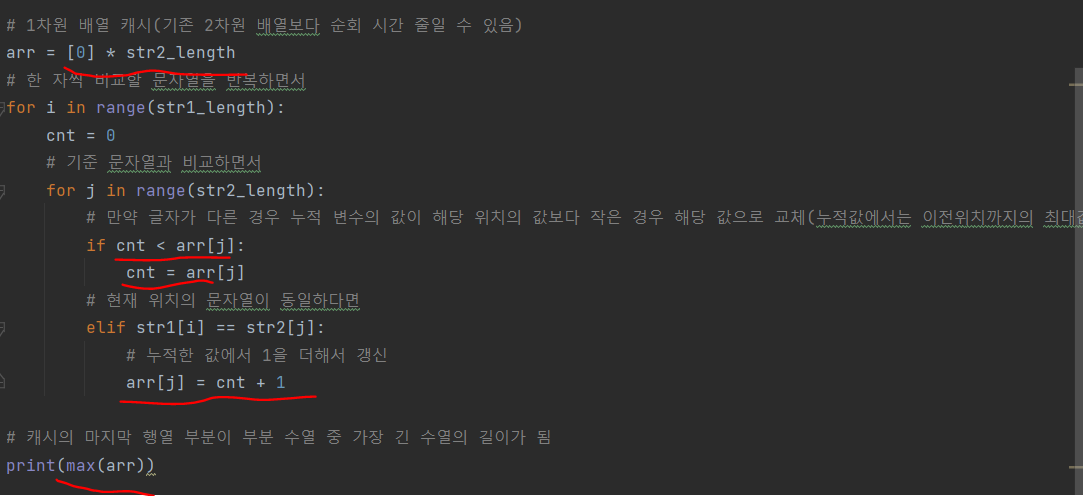 # 1차원 배열 캐시(기존 2차원 배열보다 순회 시간 줄일 수 있음)
arr = [0] * str2_length
# 한 자씩 비교할 문자열을 반복하면서
for i in range(str1_length):
    cnt = 0
    # 기준 문자열과 비교하면서
    for j in range(str2_length):
        # 만약 글자가 다른 경우 누적 변수의 값이 해당 위치의 값보다 작은 경우 해당 값으로 교체(누적값에서는 이전위치까지의 최대값
        if cnt < arr[j]:
            cnt = arr[j]
        # 현재 위치의 문자열이 동일하다면
        elif str1[i] == str2[j]:
            # 누적한 값에서 1을 더해서 갱신
            arr[j] = cnt + 1
# 캐시의 마지막 행열 부분이 부분 수열 중 가장 긴 수열의 길이가 됨
print(max(arr))